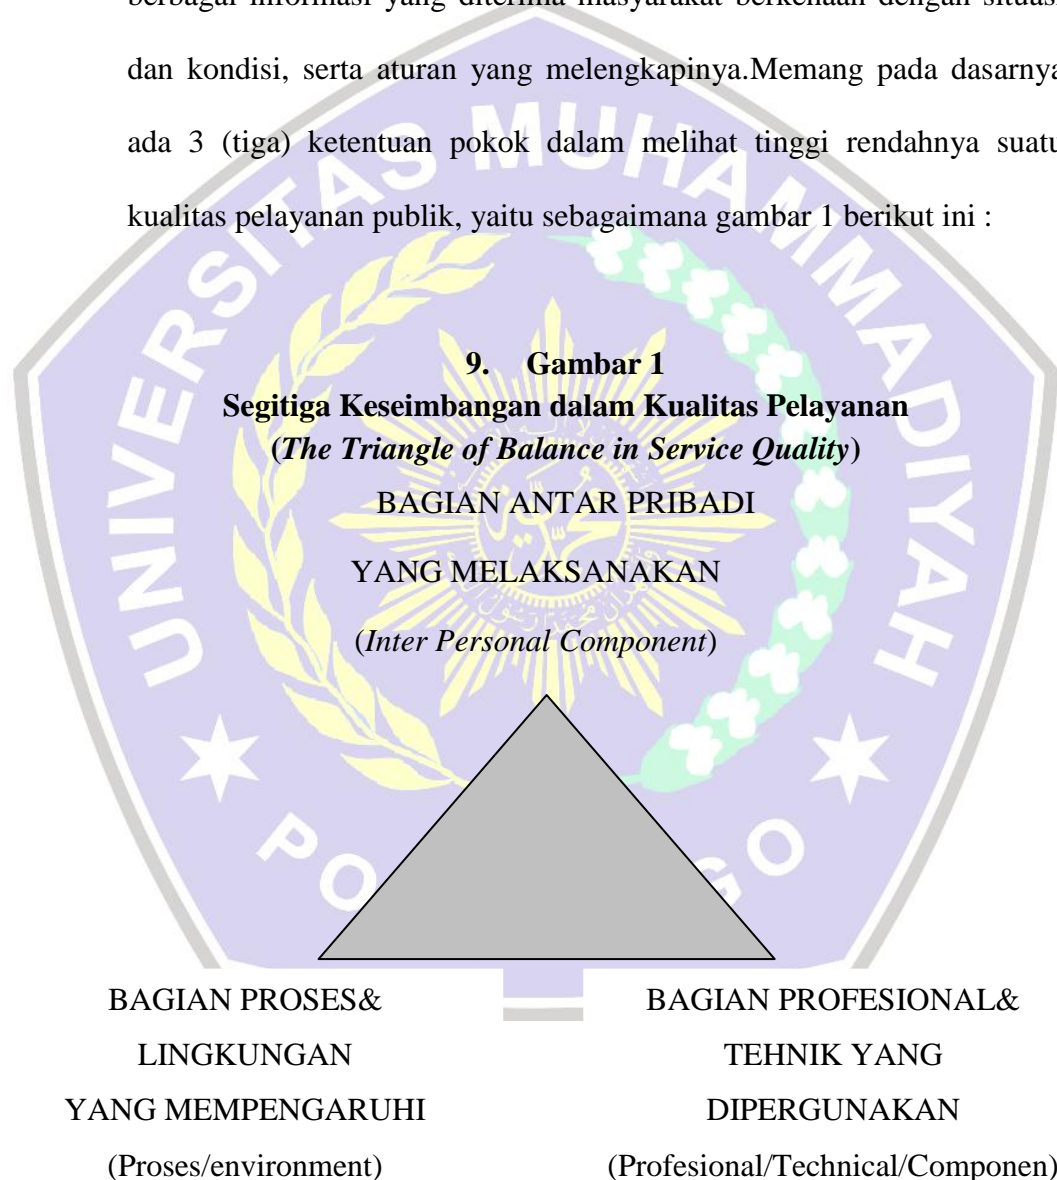 berbagai informasi yang diterima masyarakat berkenaan dengan situasi
dan kondisi, serta aturan yang melengkapinya.Memang pada dasarnya
ada 3 (tiga) ketentuan pokok dalam melihat tinggi rendahnya suatu
kualitas pelayanan publik, yaitu sebagaimana gambar 1 berikut ini :
UNIVERSITAS MUHAMMADIYAH
9. Gambar 1
Segitiga Keseimbangan dalam Kualitas Pelayanan
(The Triangle of Balance in Service Quality)
BAGIAN ANTAR PRIBADI
YANG MELAKSANAKAN
(Inter Personal Component)
BAGIAN PROSES&
LINGKUNGAN
YANG MEMPENGARUHI
(Proses/environment)
BAGIAN PROFESIONAL&
TEHNIK YANG
DIPERGUNAKAN
(Profesional/Technical/Componen)